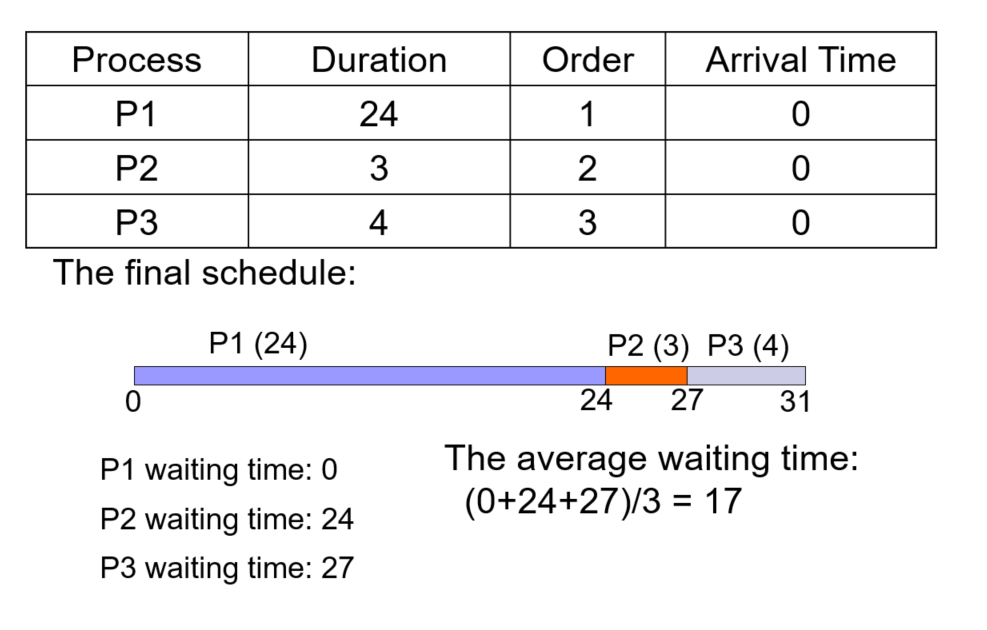 Process Duration Order Arrival Time
P1 24 1 0
P2 3 2 0
P3 4 3 0
The final schedule:
P1 (24) P2 (3) P3 (4)
0 24 27 31
P1 waiting time: 0
P2 waiting time: 24
P3 waiting time: 27
The average waiting time:
(0+24+27)/3 = 17